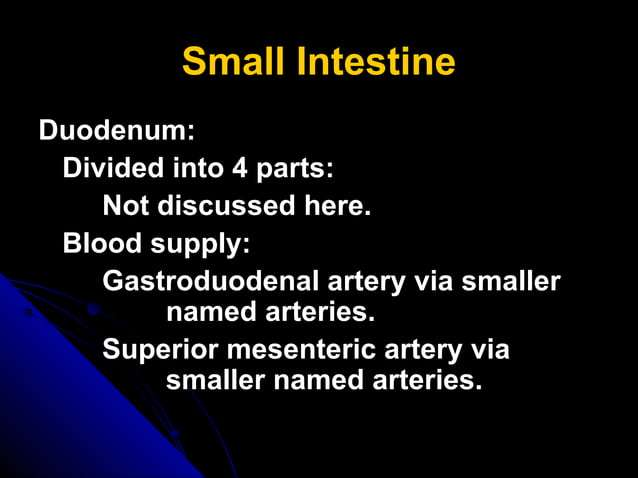 Small Intestine
Duodenum:
Divided into 4 parts:
Not discussed here.
Blood supply:
Gastroduodenal artery via smaller
named arteries.
Superior mesenteric artery via
smaller named arteries.